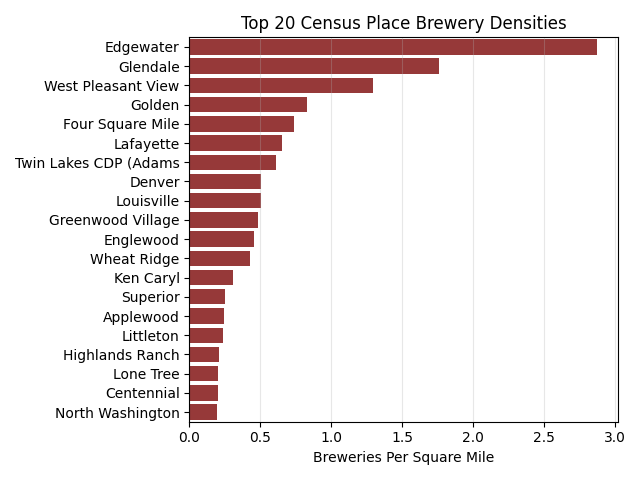 Top 20 Census Place Brewery Densities
Edgewater
Glendale
West Pleasant View
Golden
Four Square Mile
Lafayette
Twin Lakes CDP (Adams
Denver
Louisville
Greenwood Village
Englewood
Wheat Ridge
Ken Caryl
Superior
Applewood
Littleton
Highlands Ranch
Lone Tree
Centennial
North Washington
0.0 0.5 1.0 1.5 2.0 2.5 3.0
Breweries Per Square Mile